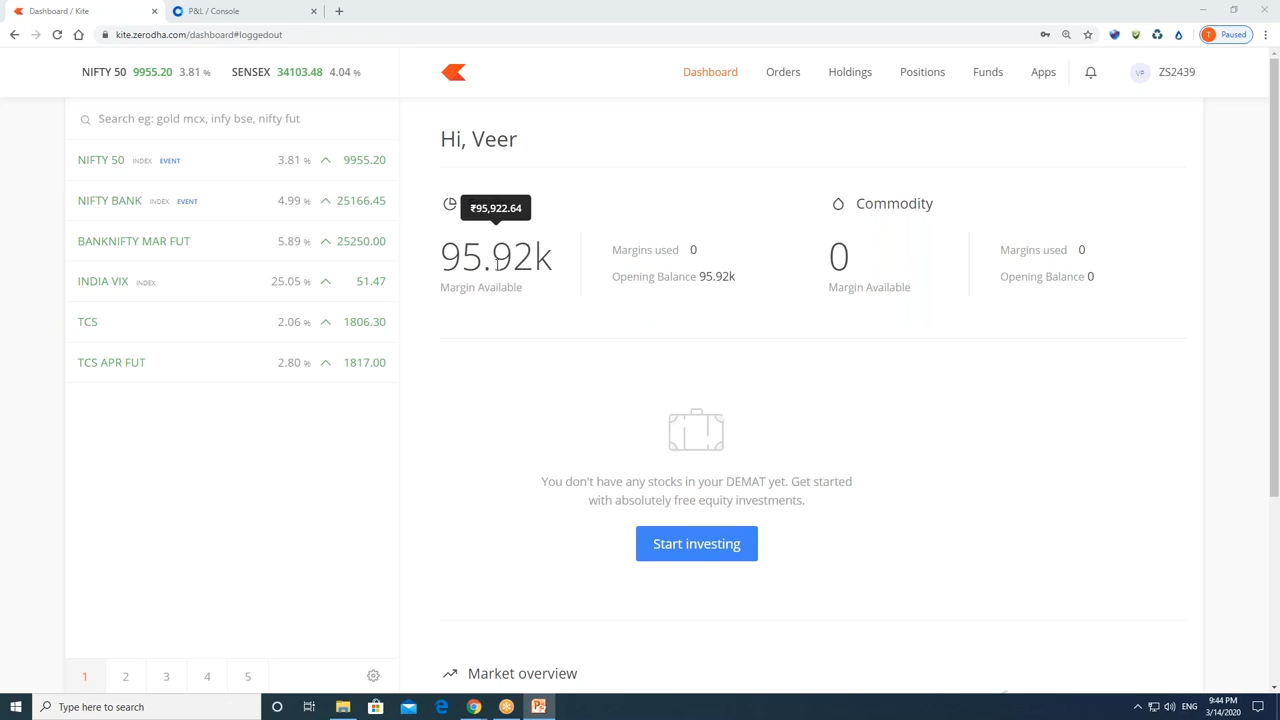 Dashboard / Kite
P&L / Console
kite.zerodha.com/dashboard#loggedout
T Paused
NIFTY 50 9955.20 3.81 % SENSEX 34103.48 4.04 %
Dashboard Orders Holdings Positions Funds Apps VP ZS2439
Search eg: gold mcx, infy bse, nifty fut
NIFTY 50 INDEX EVENT 3.81 % 9955.20
NIFTY BANK INDEX EVENT 4.99 % 25166.45
BANKNIFTY MAR FUT 5.89 % 25250.00
INDIA VIX INDEX 25.05 % 51.47
TCS 2.06 % 1806.30
TCS APR FUT 2.80 % 1817.00
1 2 3 4 5
Hi, Veer
₹95,922.64
95.92k
Margin Available
Margins used 0
Opening Balance 95.92k
Commodity
0
Margin Available
Margins used 0
Opening Balance 0
You don't have any stocks in your DEMAT yet. Get started
with absolutely free equity investments.
Start investing
Market overview
Type here to search
ENG
9:44 PM
3/14/2020